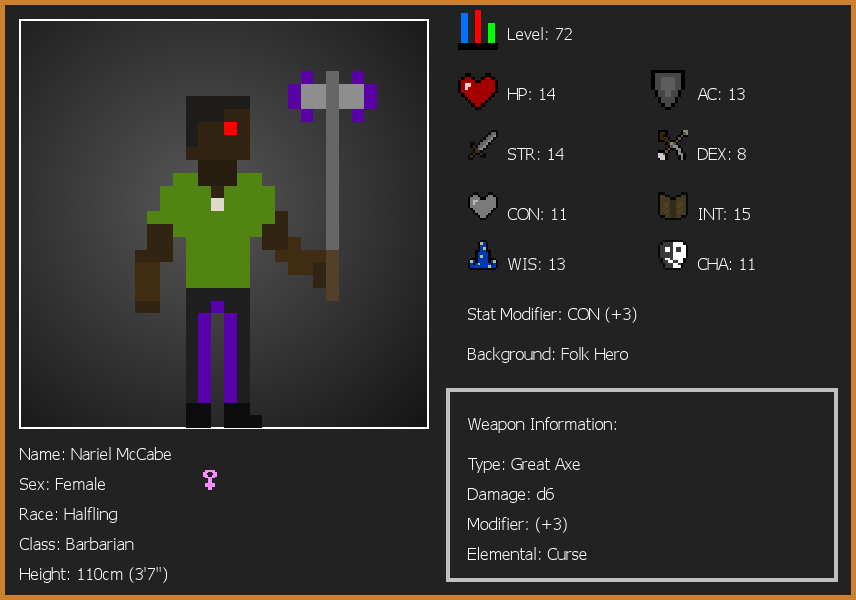 Level: 72
HP: 14
AC: 13
STR: 14
DEX: 8
CON: 11
INT: 15
WIS: 13
CHA: 11
Stat Modifier: CON (+3)
Background: Folk Hero
Weapon Information:
Type: Great Axe
Damage: d6
Modifier: (+3)
Elemental: Curse
Name: Nariel McCabe
Sex: Female
Race: Halfling
Class: Barbarian
Height: 110cm (3'7")